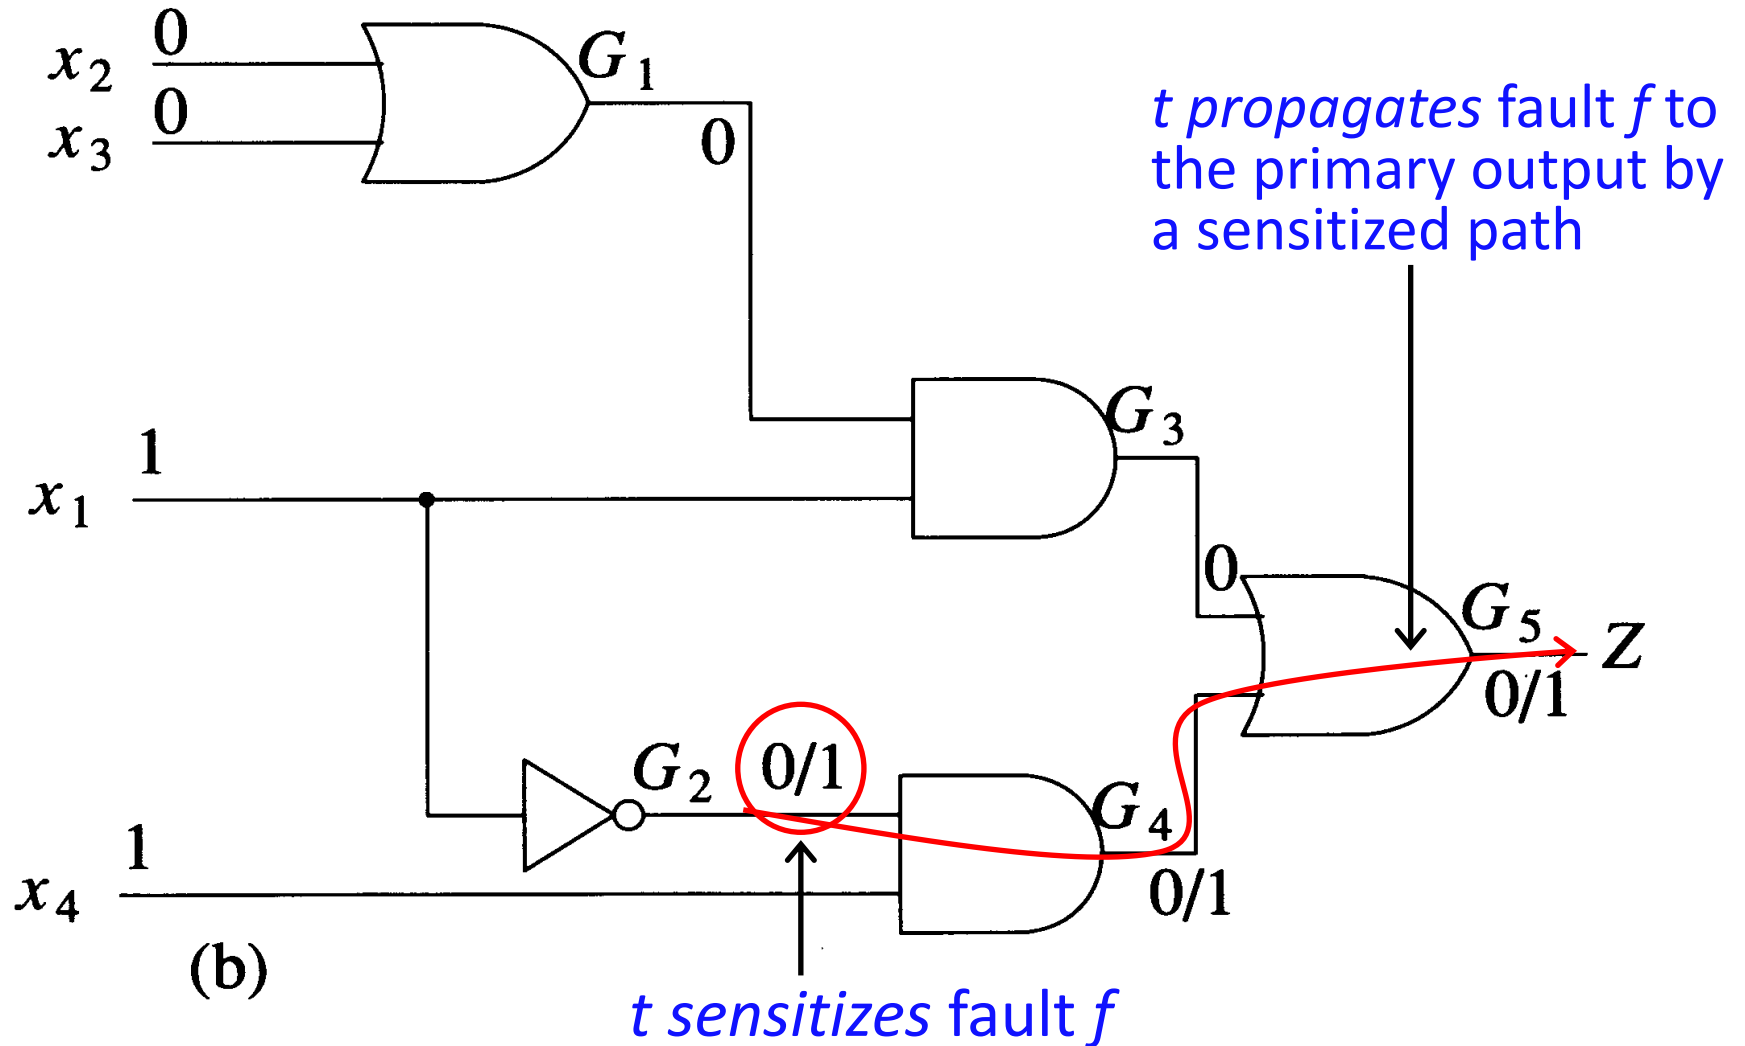 0
x2
G1
0
x3
0
t propagates fault f to
the primary output by
a sensitized path
G3
1
x1
0
G5
Z
0/1
G2
0/1
G4
1
x4
0/1
(b)
t sensitizes fault f